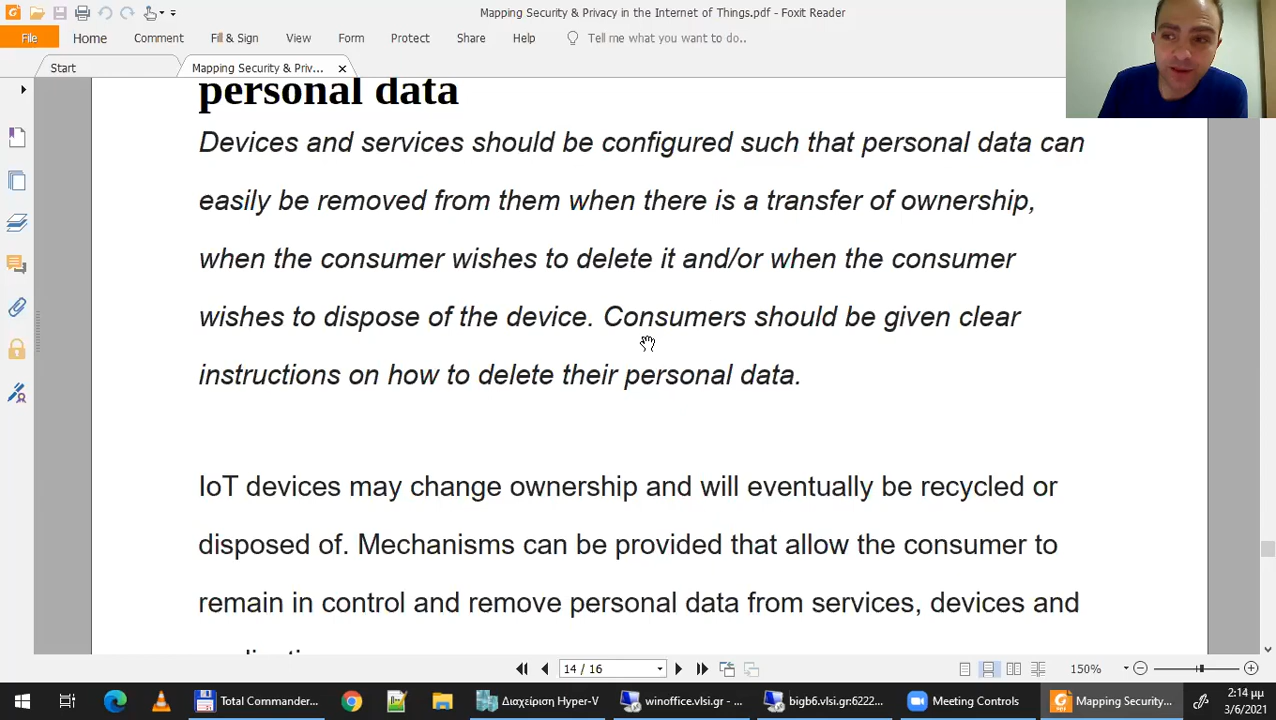 Mapping Security & Privacy in the Internet of Things.pdf - Foxit Reader
File Home Comment Fill & Sign View Form Protect Share Help Tell me what you want to do..
Start Mapping Security & Priv...
personal data
Devices and services should be configured such that personal data can
easily be removed from them when there is a transfer of ownership,
when the consumer wishes to delete it and/or when the consumer
wishes to dispose of the device. Consumers should be given clear
instructions on how to delete their personal data.
IoT devices may change ownership and will eventually be recycled or
disposed of. Mechanisms can be provided that allow the consumer to
remain in control and remove personal data from services, devices and
14 / 16 150%
Total Commander... Διαχείριση Hyper-V winoffice.vlsi.gr - ... bigb6.vlsi.gr:6222... Meeting Controls Mapping Security... 2:14 μμ
3/6/2021